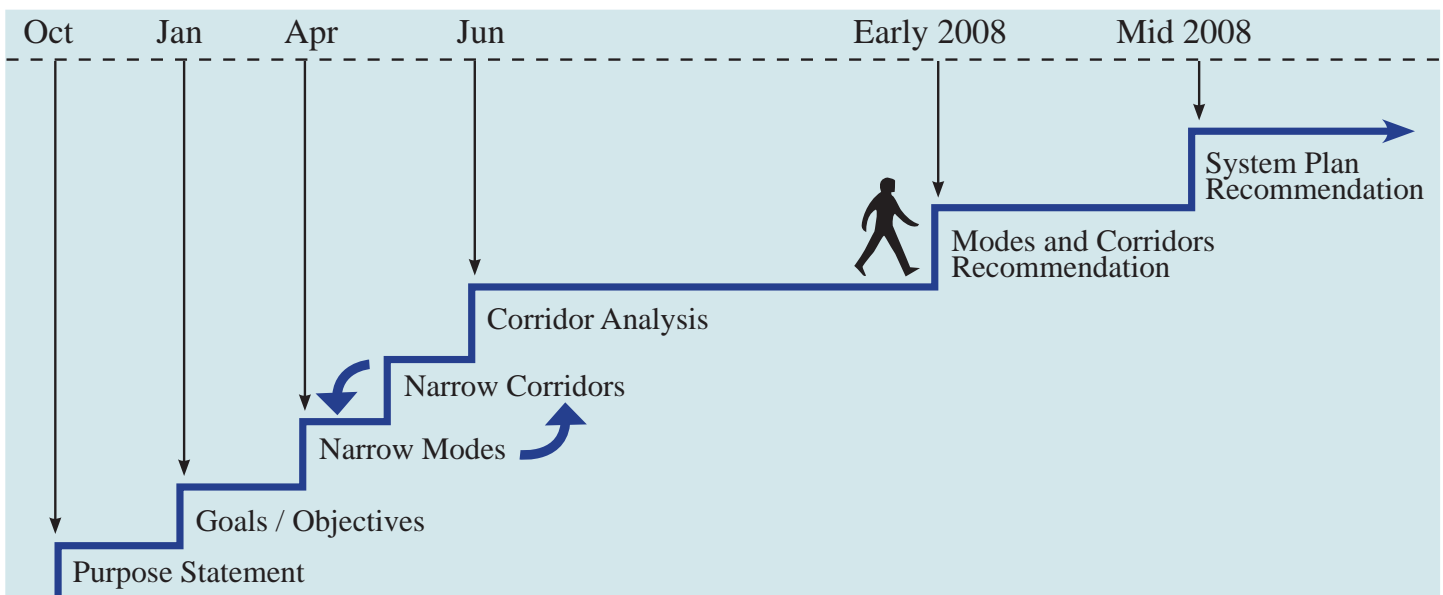 Oct Jan Apr Jun Early 2008 Mid 2008
System Plan
Recommendation
Modes and Corridors
Recommendation
Corridor Analysis
Narrow Corridors
Narrow Modes
Goals / Objectives
Purpose Statement